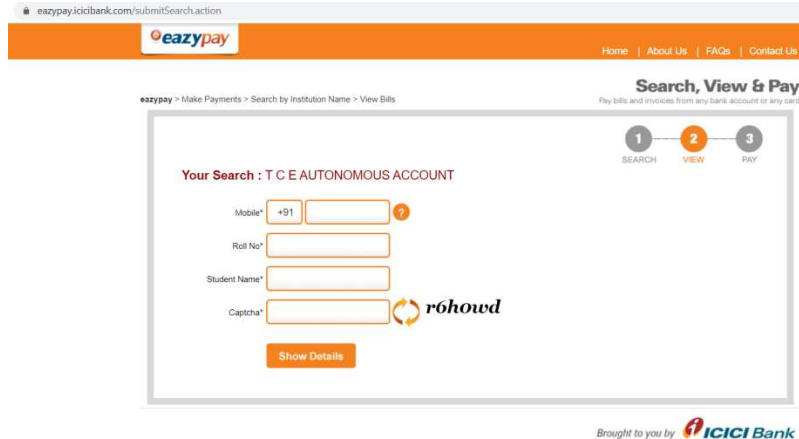 eazypay.icicibank.com/submitSearch.action
eazypay
Home | About Us | FAQs | Contact Us
Search, View & Pay
Pay bills and invoices from any bank account or any card
eazypay > Make Payments > Search by Institution Name > View Bills
1 2 3
SEARCH VIEW PAY
Your Search : T C E AUTONOMOUS ACCOUNT
Mobile* +91 ?
Roll No*
Student Name*
Captcha* r6howd
Show Details
Brought to you by ICICI Bank